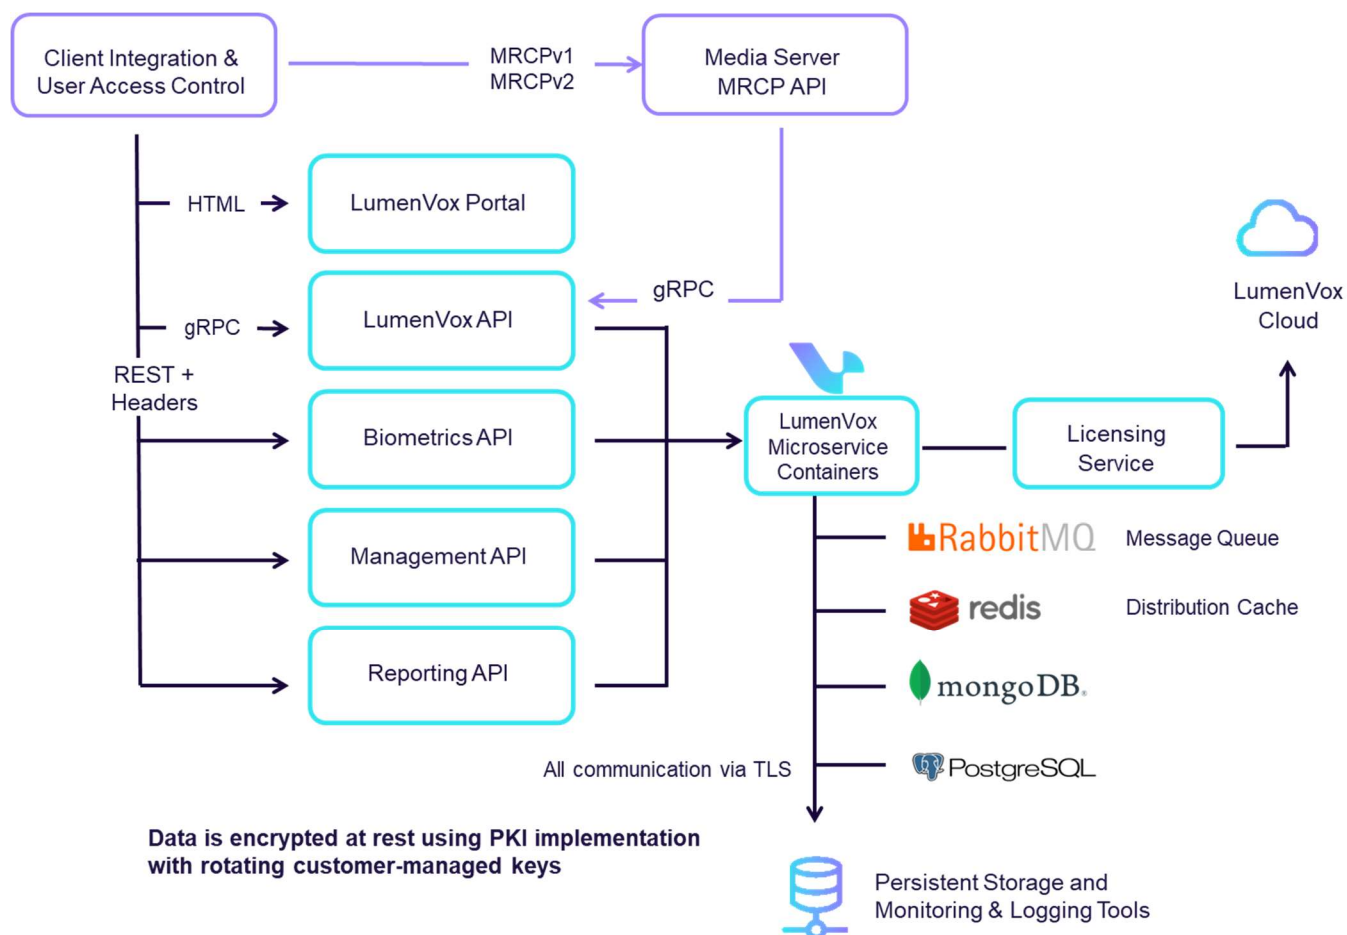 Client Integration &
User Access Control
MRCPv1
MRCPv2
Media Server
MRCP API
HTML
LumenVox Portal
gRPC
LumenVox API
gRPC
REST +
Headers
Biometrics API
Management API
Reporting API
LumenVox
Microservice
Containers
Licensing
Service
LumenVox
Cloud
RabbitMQ
Message Queue
redis
Distribution Cache
mongoDB®
PostgreSQL
All communication via TLS
Data is encrypted at rest using PKI implementation
with rotating customer-managed keys
Persistent Storage and
Monitoring & Logging Tools